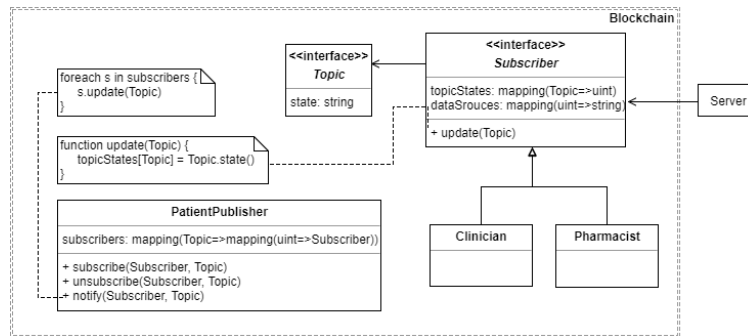 Blockchain
foreach s in subscribers {
s.update(Topic)
}
<<interface>>
Topic
state: string
<<interface>>
Subscriber
topicStates: mapping(Topic=>uint)
dataSrouces: mapping(uint=>string)
+ update(Topic)
Server
function update(Topic) {
topicStates[Topic] = Topic.state()
}
PatientPublisher
subscribers: mapping(Topic=>mapping(uint=>Subscriber))
+ subscribe(Subscriber, Topic)
+ unsubscribe(Subscriber, Topic)
+ notify(Subscriber, Topic)
Clinician
Pharmacist